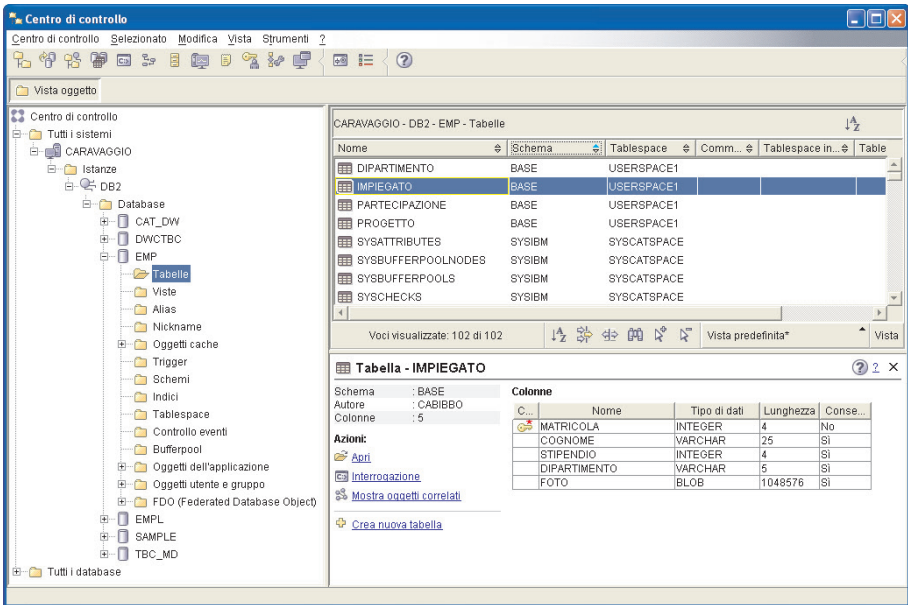 Centro di controllo
Centro di controllo Selezionato Modifica Vista Strumenti ?
Vista oggetto
Centro di controllo
Tutti i sistemi
CARAVAGGIO
Istanze
DB2
Database
CAT_DW
DWCTBC
EMP
Tabelle
Viste
Alias
Nickname
Oggetti cache
Trigger
Schemi
Indici
Tablespace
Controllo eventi
Bufferpool
Oggetti dell'applicazione
Oggetti utente e gruppo
FDO (Federated Database Object)
EMPL
SAMPLE
TBC_MD
Tutti i database
CARAVAGGIO - DB2 - EMP - Tabelle
Nome Schema Tablespace Comm... Tablespace in... Table
DIPARTIMENTO BASE USERSPACE1
IMPIEGATO BASE USERSPACE1
PARTECIPAZIONE BASE USERSPACE1
PROGETTO BASE USERSPACE1
SYSATTRIBUTES SYSIBM SYSCATSPACE
SYSBUFFERPOOLNODES SYSIBM SYSCATSPACE
SYSBUFFERPOOLS SYSIBM SYSCATSPACE
SYSCHECKS SYSIBM SYSCATSPACE
Voci visualizzate: 102 di 102 Vista predefinita* Vista
Tabella - IMPIEGATO ?
Schema : BASE
Autore : CABIBBO
Colonne : 5
Azioni:
Apri
Interrogazione
Mostra oggetti correlati
Crea nuova tabella
Colonne
C... Nome Tipo di dati Lunghezza Conse...
MATRICOLA INTEGER 4 No
COGNOME VARCHAR 25 Sì
STIPENDIO INTEGER 4 Sì
DIPARTIMENTO VARCHAR 5 Sì
FOTO BLOB 1048576 Sì